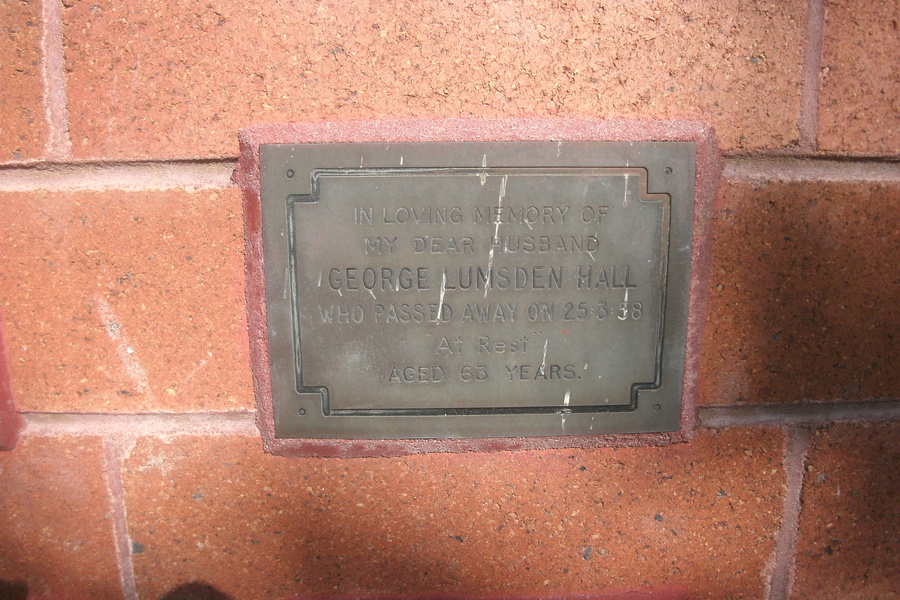 IN LOVING MEMORY OF
MY DEAR HUSBAND
GEORGE LUMSDEN HALL
WHO PASSED AWAY ON 25·3·38
"At Rest"
AGED 63 YEARS.